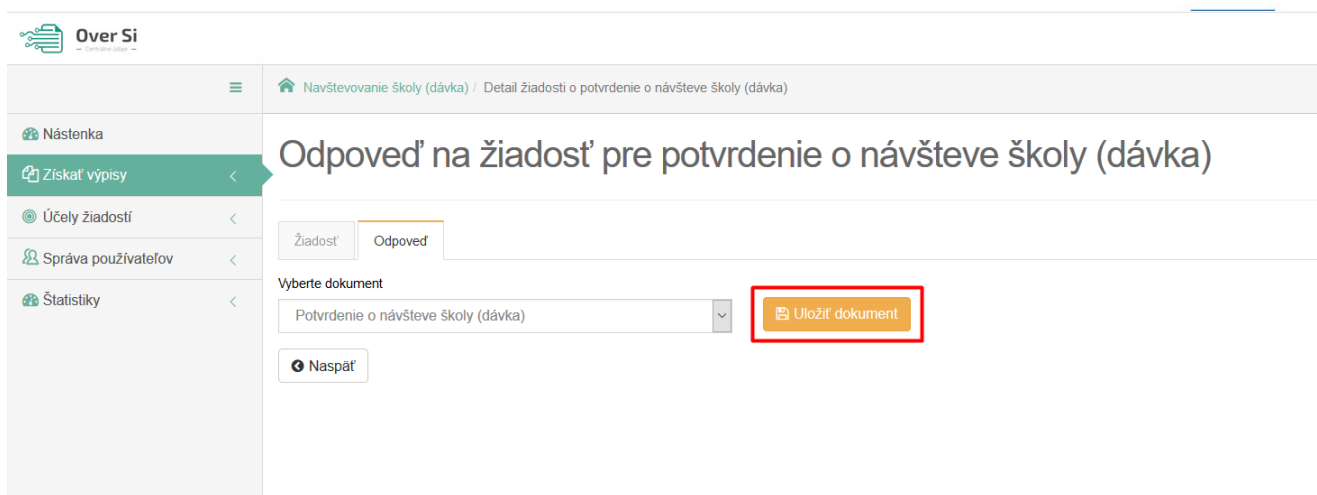 Over Si
— Centrálne údaje —
Navštevovanie školy (dávka) / Detail žiadosti o potvrdenie o návšteve školy (dávka)
Nástenka
Získať výpisy
Účely žiadostí
Správa používateľov
Štatistiky
Odpoveď na žiadosť pre potvrdenie o návšteve školy (dávka)
Žiadosť Odpoveď
Vyberte dokument
Potvrdenie o návšteve školy (dávka) Uložiť dokument
Naspäť